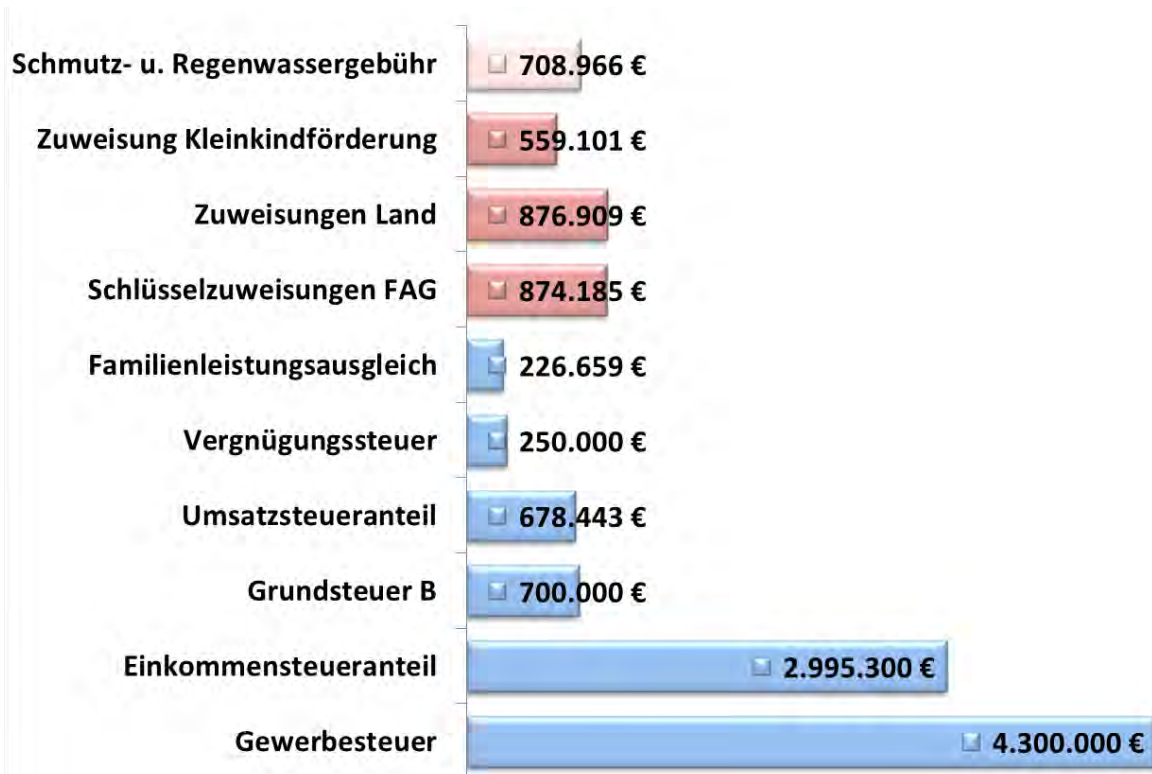 Schmutz- u. Regenwassergebühr 708.966 €
Zuweisung Kleinkindförderung 559.101 €
Zuweisungen Land 876.909 €
Schlüsselzuweisungen FAG 874.185 €
Familienleistungsausgleich 226.659 €
Vergnügungssteuer 250.000 €
Umsatzsteueranteil 678.443 €
Grundsteuer B 700.000 €
Einkommensteueranteil 2.995.300 €
Gewerbesteuer 4.300.000 €